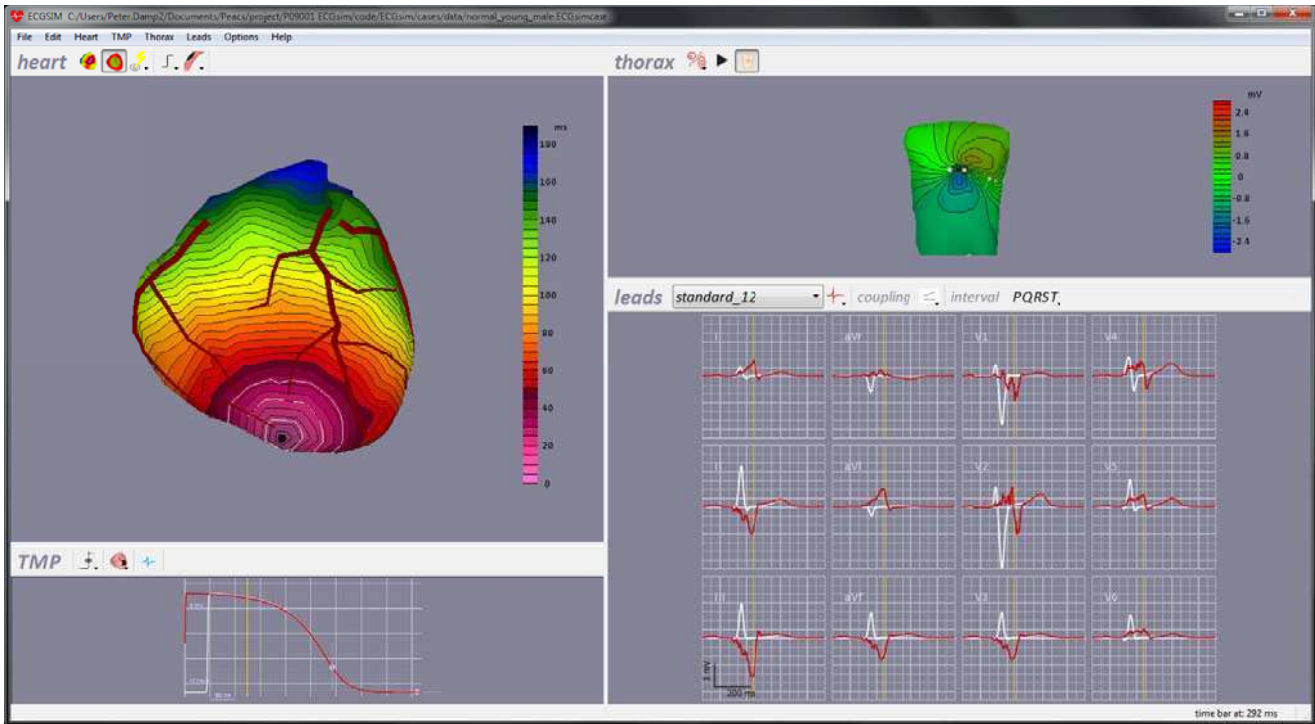 ECGSIM C:/Users/Peter.Damp2/Documents/Peacs/project/P09001 ECGsim/code/ECGsim/cases/data/normal_young_male.ECGsimcase
File Edit Heart TMP Thorax Leads Options Help
heart
ms
180
160
140
120
100
80
60
40
20
0
thorax
mV
2.4
1.6
0.8
0
-0.8
-1.6
-2.4
leads standard_12 coupling interval PQRST
I aVr V1 V4
II aVl V2 V5
III aVf V3 V6
1 mV
200 ms
TMP
time bar at: 292 ms